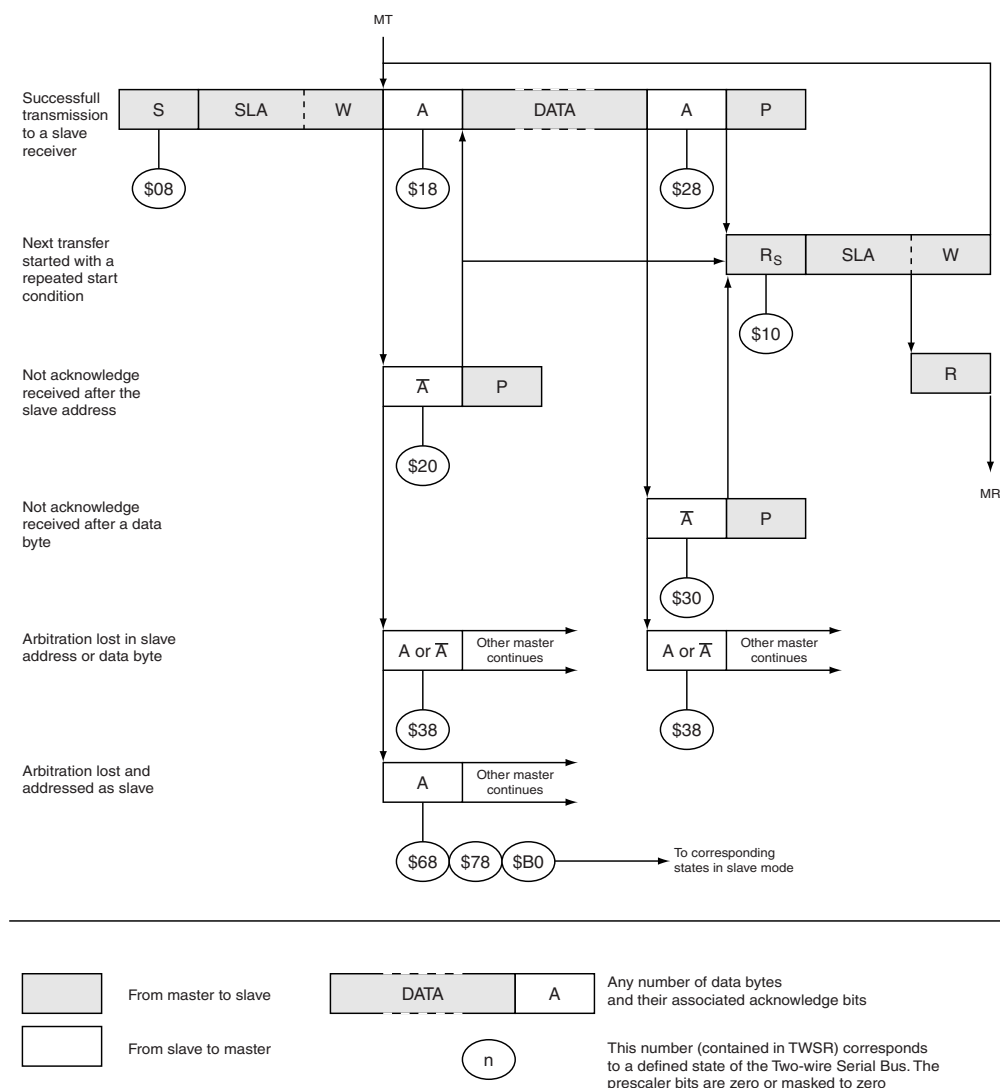 MT
Successfull
transmission
to a slave
receiver
S SLA W A DATA A P
$08 $18 $28
Next transfer
started with a
repeated start
condition
RS SLA W
$10
Not acknowledge
received after the
slave address
A̅ P
R
$20
MR
Not acknowledge
received after a data
byte
A̅ P
$30
Arbitration lost in slave
address or data byte
A or A̅ Other master
continues
A or A̅ Other master
continues
$38 $38
Arbitration lost and
addressed as slave
A Other master
continues
$68 $78 $B0
To corresponding
states in slave mode
From master to slave
DATA A
Any number of data bytes
and their associated acknowledge bits
From slave to master
n
This number (contained in TWSR) corresponds
to a defined state of the Two-wire Serial Bus. The
prescaler bits are zero or masked to zero